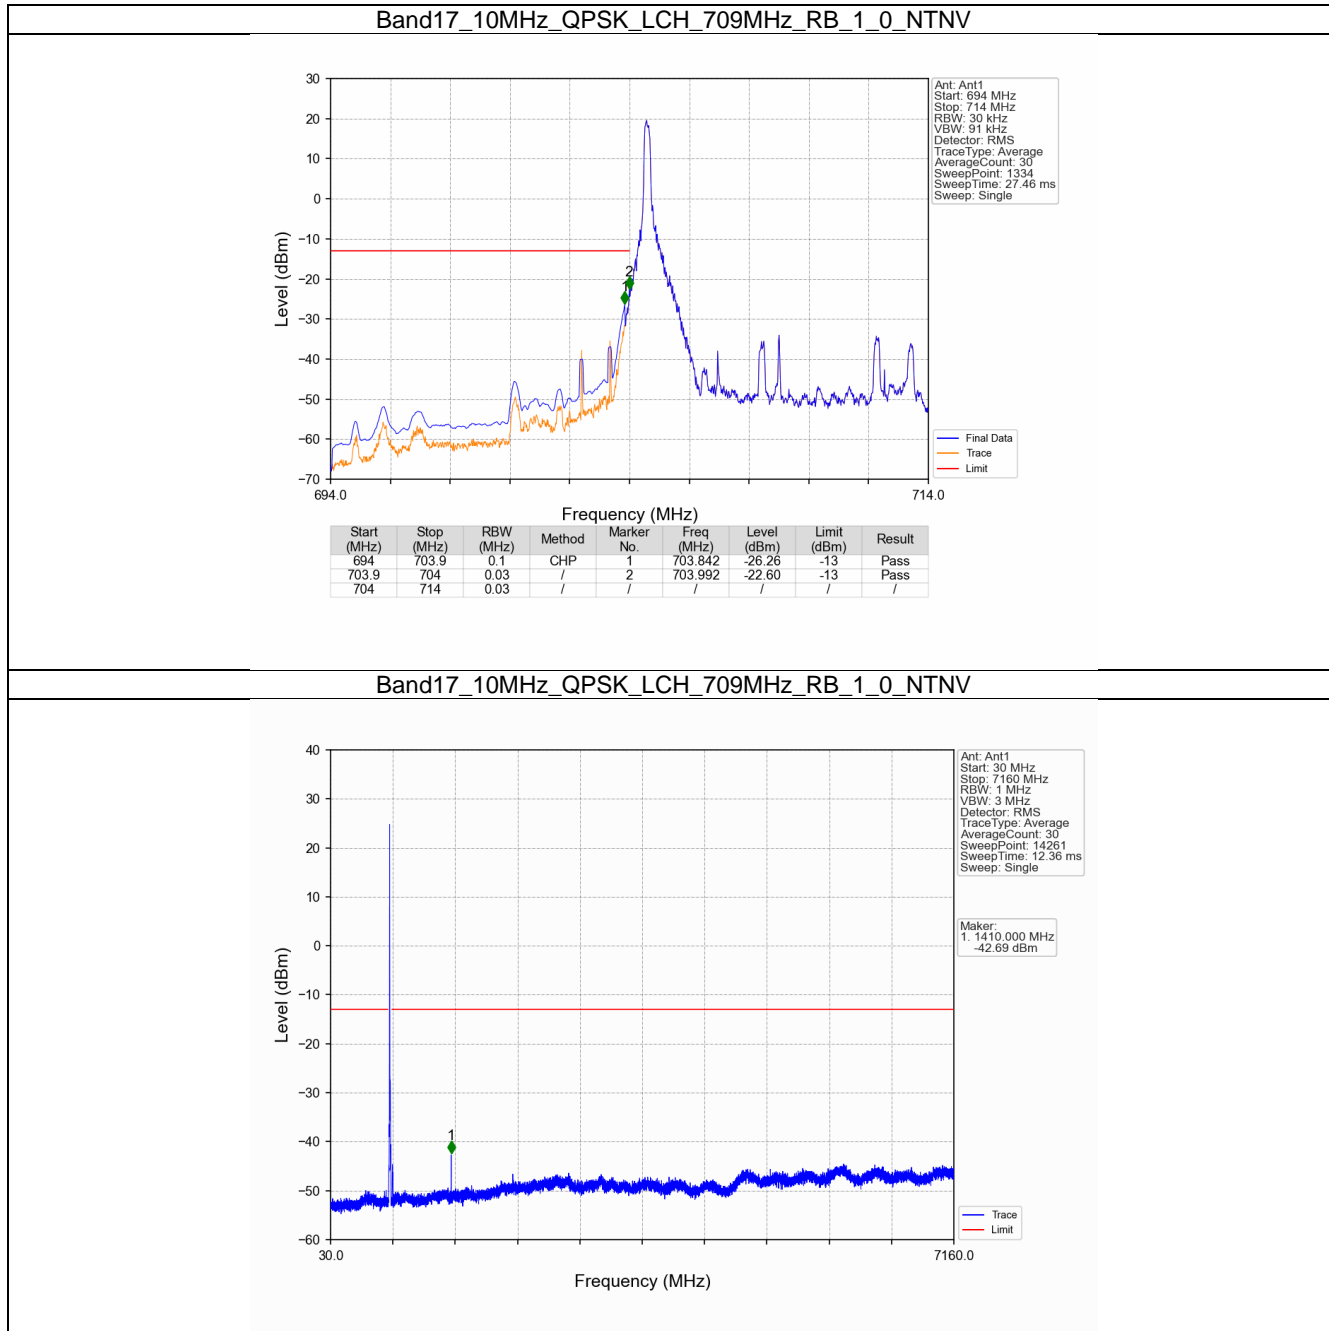 Band17_10MHz_QPSK_LCH_709MHz_RB_1_0_NTNV
30
20
10
0
−10
−20
−30
−40
−50
−60
−70
Level (dBm)
1
2
694.0
714.0
Frequency (MHz)
Ant: Ant1
Start: 694 MHz
Stop: 714 MHz
RBW: 30 kHz
VBW: 91 kHz
Detector: RMS
TraceType: Average
AverageCount: 30
SweepPoint: 1334
SweepTime: 27.46 ms
Sweep: Single
Final Data
Trace
Limit
Start (MHz) Stop (MHz) RBW (MHz) Method Marker No. Freq (MHz) Level (dBm) Limit (dBm) Result
694 703.9 0.1 CHP 1 703.842 -26.26 -13 Pass
703.9 704 0.03 / 2 703.992 -22.60 -13 Pass
704 714 0.03 / / / / / /
Band17_10MHz_QPSK_LCH_709MHz_RB_1_0_NTNV
40
30
20
10
0
−10
−20
−30
−40
−50
−60
Level (dBm)
1
30.0
7160.0
Frequency (MHz)
Ant: Ant1
Start: 30 MHz
Stop: 7160 MHz
RBW: 1 MHz
VBW: 3 MHz
Detector: RMS
TraceType: Average
AverageCount: 30
SweepPoint: 14261
SweepTime: 12.36 ms
Sweep: Single
Maker:
1. 1410.000 MHz
-42.69 dBm
Trace
Limit